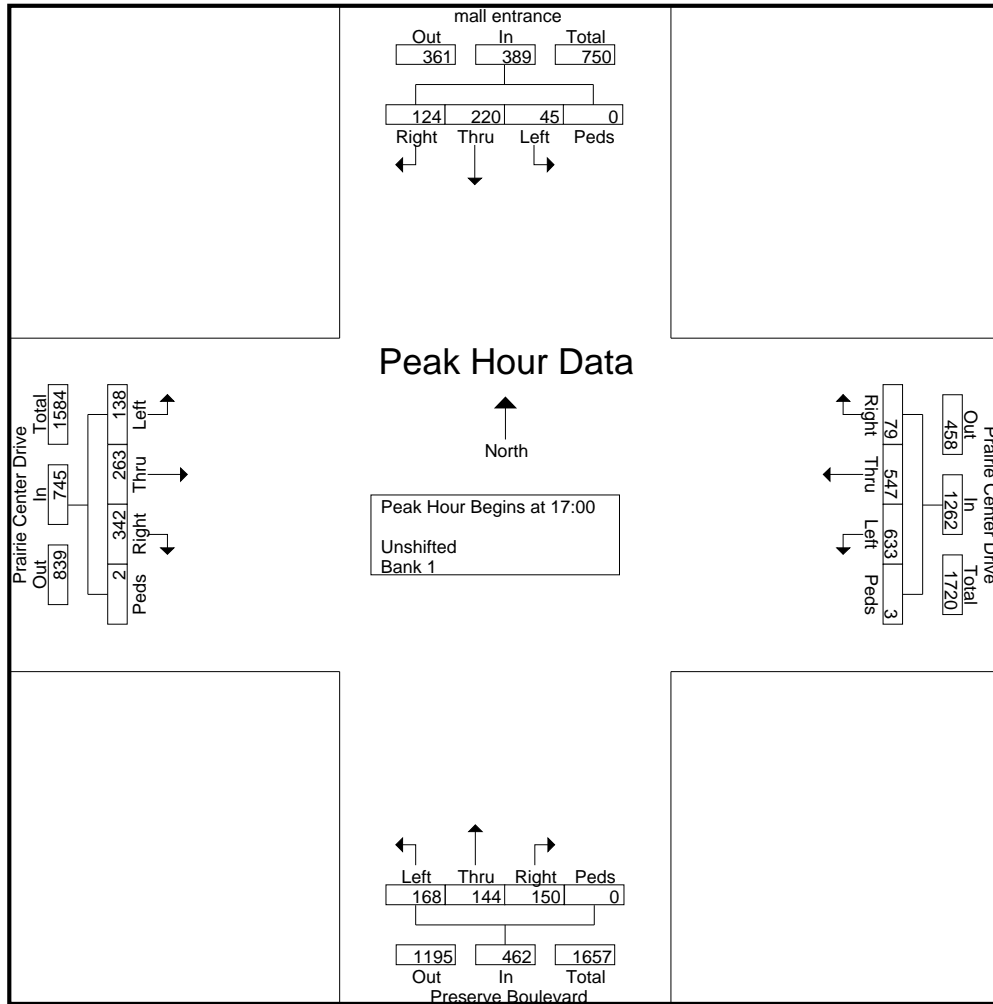 mall entrance
Out In Total
361 389 750
124 220 45 0
Right Thru Left Peds
Peak Hour Data
North
Peak Hour Begins at 17:00
Unshifted
Bank 1
Prairie Center Drive
Out In Total
839 745 1584
138 263 342 2
Left Thru Right Peds
Prairie Center Drive
Out In Total
458 1262 1720
79 547 633 3
Right Thru Left Peds
Left Thru Right Peds
168 144 150 0
1195 462 1657
Out In Total
Preserve Boulevard